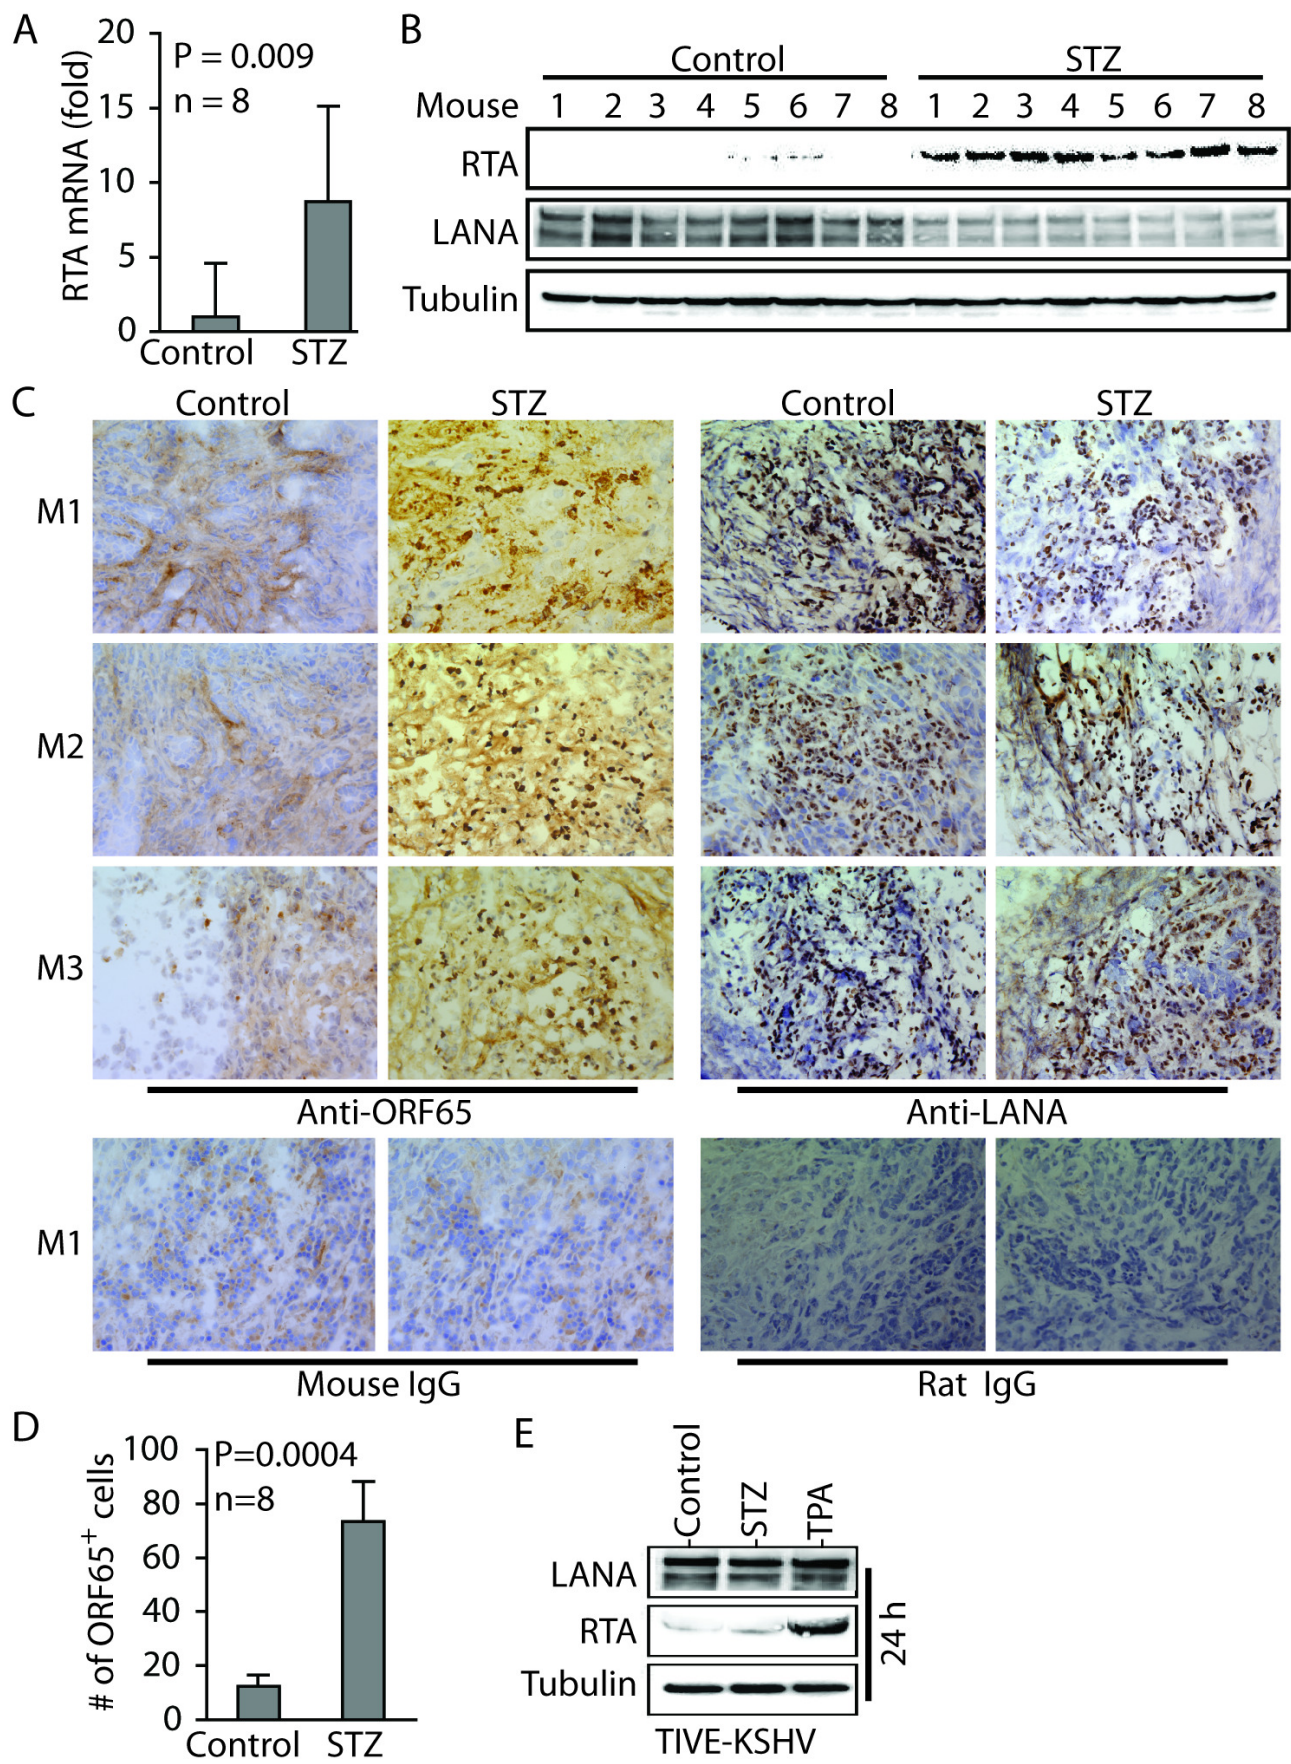 A
20
15
10
5
0
RTA mRNA (fold)
P = 0.009
n = 8
Control STZ
B
Control STZ
Mouse 1 2 3 4 5 6 7 8 1 2 3 4 5 6 7 8
RTA
LANA
Tubulin
C
Control STZ Control STZ
M1
M2
M3
Anti-ORF65 Anti-LANA
M1
Mouse IgG Rat IgG
D
100
80
60
40
20
0
# of ORF65+ cells
P=0.0004
n=8
Control STZ
E
Control
STZ
TPA
LANA
RTA
Tubulin
24 h
TIVE-KSHV